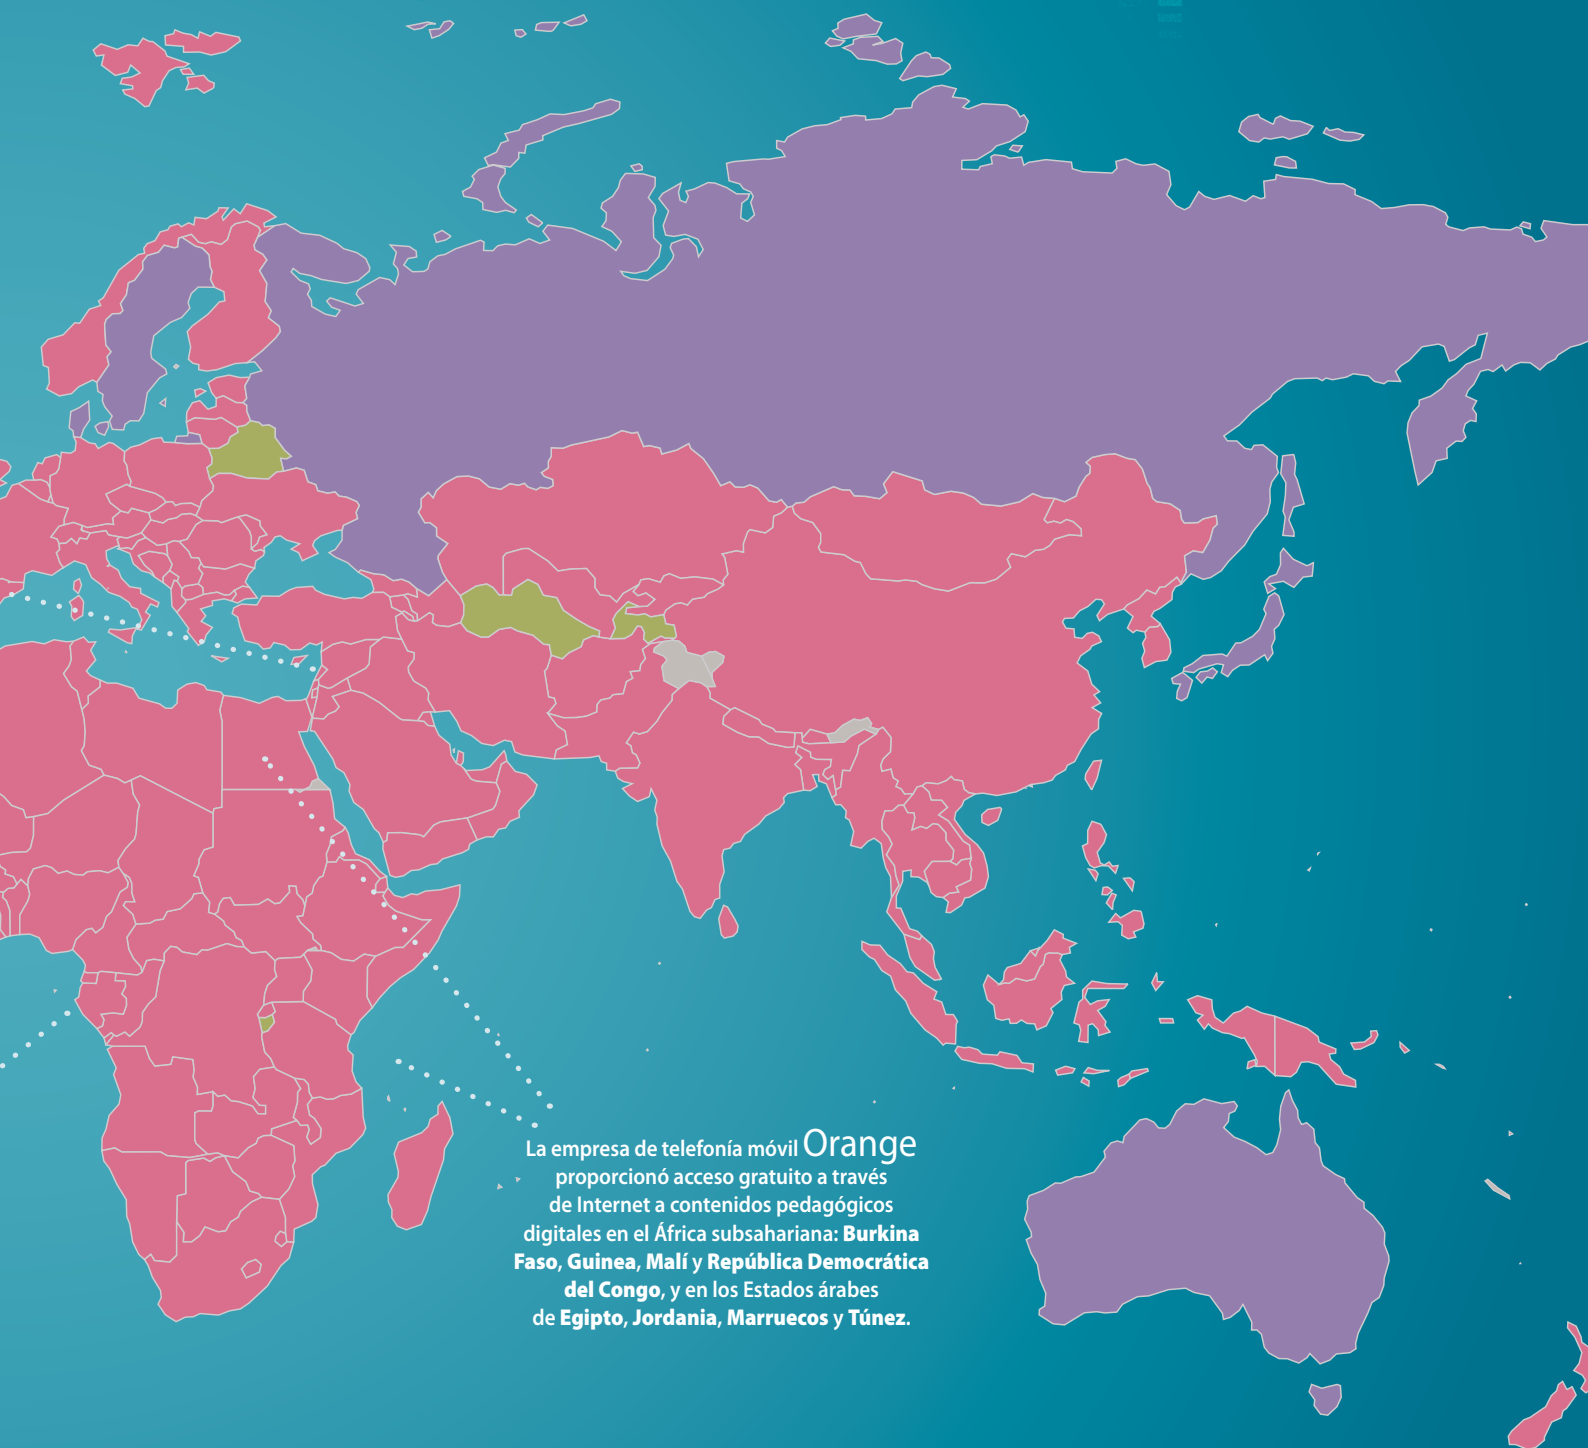 La empresa de telefonía móvil Orange
proporcionó acceso gratuito a través
de Internet a contenidos pedagógicos
digitales en el África subsahariana: Burkina
Faso, Guinea, Malí y República Democrática
del Congo, y en los Estados árabes
de Egipto, Jordania, Marruecos y Túnez.